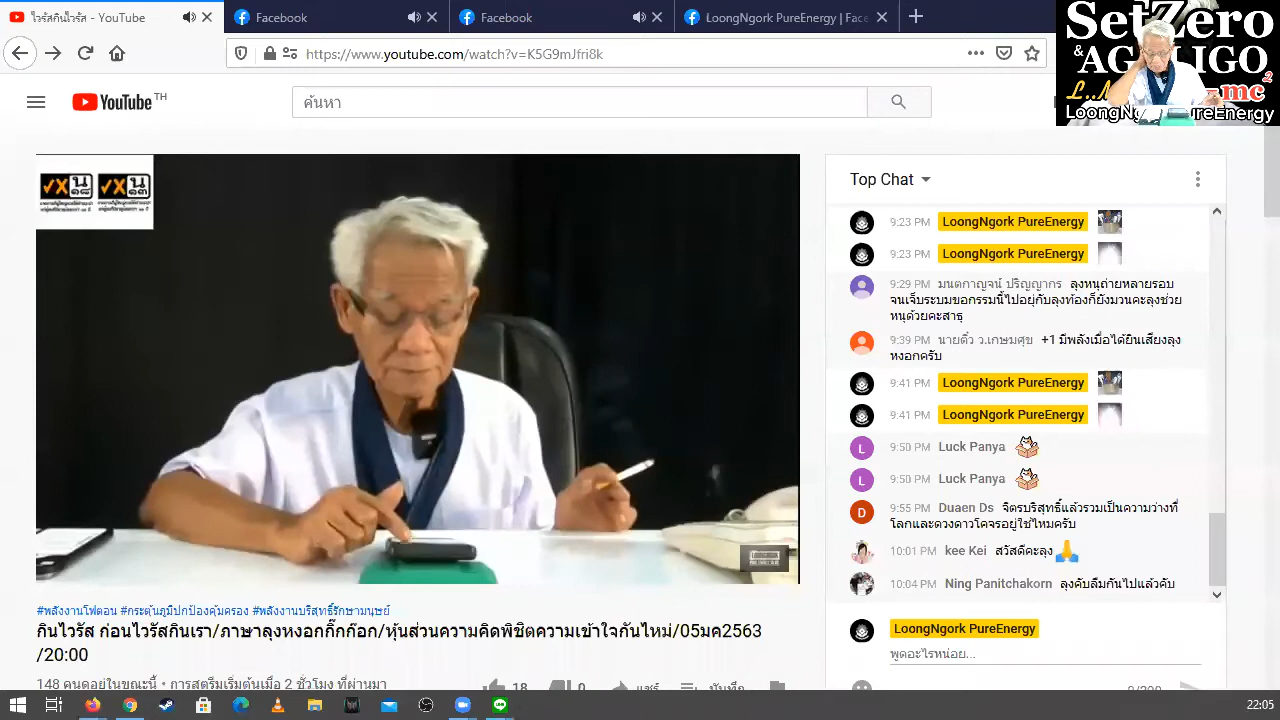 ไวรัสกินไวรัส - YouTube
Facebook
Facebook
LoongNgork PureEnergy | Face
https://www.youtube.com/watch?v=K5G9mJfri8k
SetZero
&
LoongNgork PureEnergy
YouTube TH
ค้นหา
Top Chat
9:23 PM LoongNgork PureEnergy
9:23 PM LoongNgork PureEnergy
9:29 PM มนตกาญจน์ ปริญญากร ลุงหนุถ่ายหลายรอบ
จนเจ็บระบมขอกรรมนี้ไปอยุ่กับลุงท้องก็ยังมวนคะลุงช่วย
หนุด้วยคะสาธุ
9:39 PM นายติ๋ว ว.เกษมศุข +1 มีพลังเมื่อได้ยินเสียงลุง
หงอกครับ
9:41 PM LoongNgork PureEnergy
9:41 PM LoongNgork PureEnergy
L 9:50 PM Luck Panya
L 9:50 PM Luck Panya
D 9:55 PM Duaen Ds จิตรบริสุทธิ์แล้วรวมเป็นความว่างที่
โลกและดวงดาวโคจรอยู่ใช่ไหมครับ
10:01 PM kee Kei สวัสดีคะลุง
10:04 PM Ning Panitchakorn ลุงคับลืมกันไปแล้วคับ
LoongNgork PureEnergy
พูดอะไรหน่อย...
#พลังงานโฟตอน #กระตุ้นภูมิปกป้องคุ้มครอง #พลังงานบริสุทธิ์รักษามนุษย์
กินไวรัส ก่อนไวรัสกินเรา/ภาษาลุงหงอกกิ๊กก๊อก/หุ้นส่วนความคิดพิชิตความเข้าใจกันไหม่/05มค2563
/20:00
148 คนดูอยู่ในขณะนี้ • การสตรีมเริ่มต้นเมื่อ 2 ชั่วโมง ที่ผ่านมา
18 0 แชร์ บันทึก
22:05